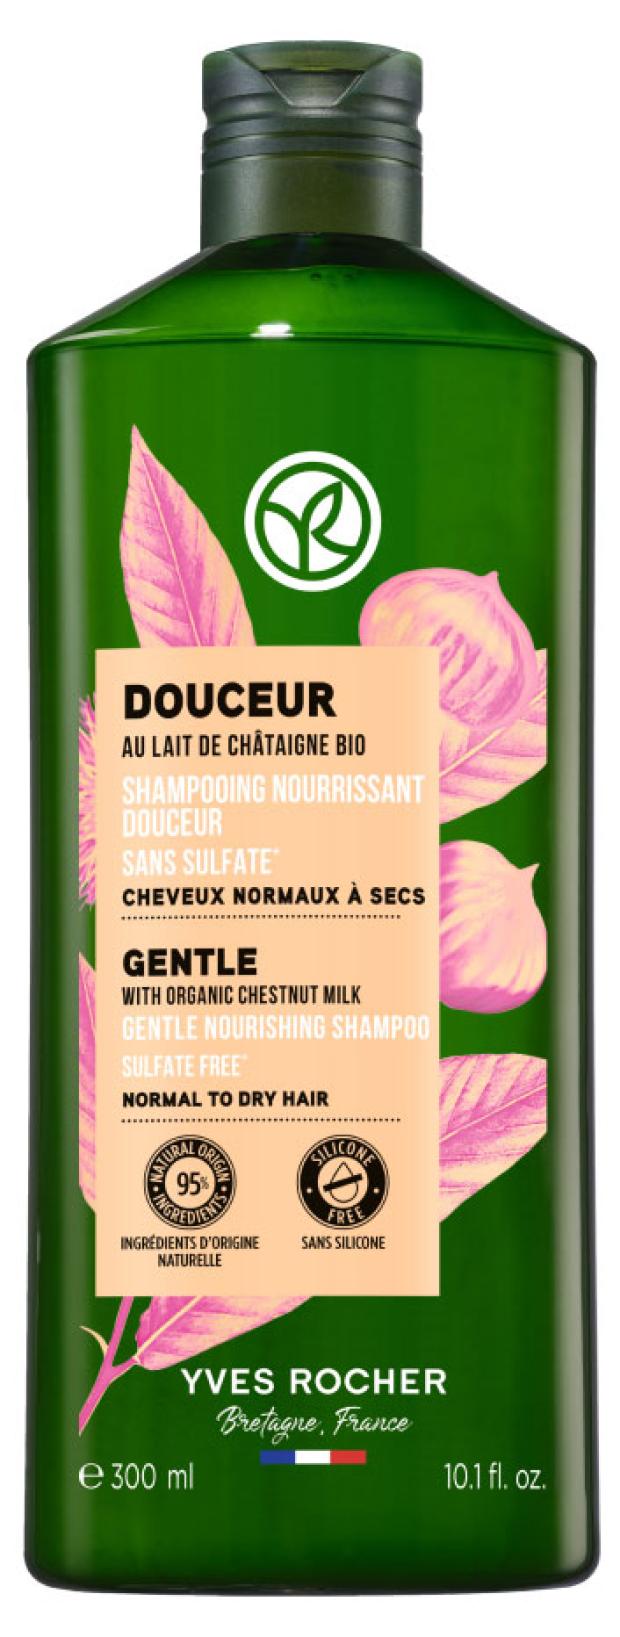 DOUCEUR
AU LAIT DE CHÂTAIGNE BIO
SHAMPOOING NOURRISSANT
DOUCEUR
SANS SULFATE*
CHEVEUX NORMAUX À SECS
GENTLE
WITH ORGANIC CHESTNUT MILK
GENTLE NOURISHING SHAMPOO
SULFATE FREE*
NORMAL TO DRY HAIR
NATURAL ORIGIN
95%
INGREDIENTS
SILICONE
FREE
INGRÉDIENTS D'ORIGINE
NATURELLE
SANS SILICONE
YVES ROCHER
Bretagne, France
℮ 300 ml
10.1 fl. oz.